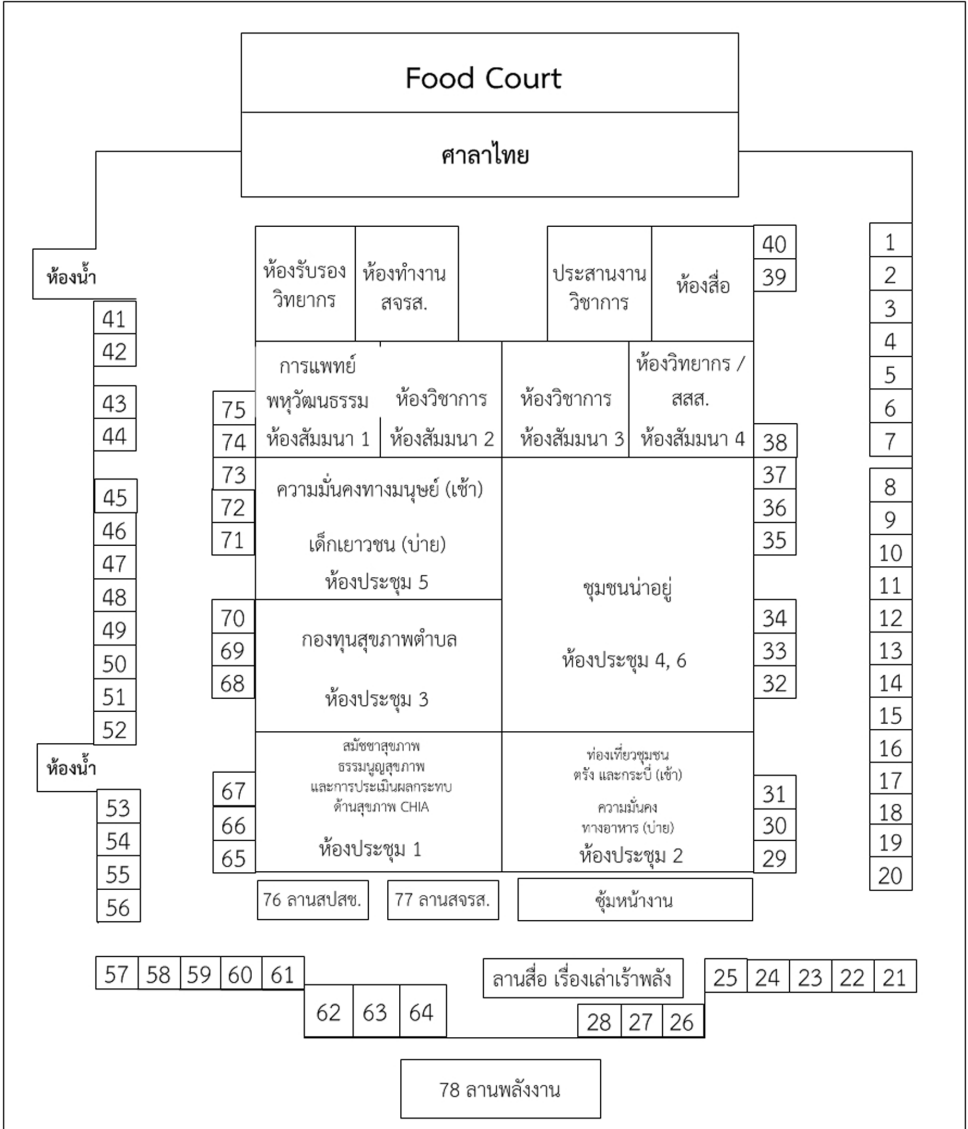 Food Court
ศาลาไทย
ห้องน้ำ
ห้องรับรอง
วิทยากร
ห้องทำงาน
สจรส.
ประสานงาน
วิชาการ
ห้องสื่อ
40
39
1
2
3
4
5
6
7
8
9
10
11
12
13
14
15
16
17
18
19
20
41
42
43
44
45
46
47
48
49
50
51
52
ห้องน้ำ
53
54
55
56
75
74
73
72
71
70
69
68
67
66
65
การแพทย์
พหุวัฒนธรรม
ห้องสัมมนา 1
ห้องวิชาการ
ห้องสัมมนา 2
ห้องวิชาการ
ห้องสัมมนา 3
ห้องวิทยากร /
สสส.
ห้องสัมมนา 4
38
37
36
35
34
33
32
31
30
29
ความมั่นคงทางมนุษย์ (เช้า)
เด็กเยาวชน (บ่าย)
ห้องประชุม 5
ชุมชนน่าอยู่
ห้องประชุม 4, 6
กองทุนสุขภาพตำบล
ห้องประชุม 3
สมัชชาสุขภาพ
ธรรมนูญสุขภาพ
และการประเมินผลกระทบ
ด้านสุขภาพ CHIA
ห้องประชุม 1
ท่องเที่ยวชุมชน
ตรัง และกระบี่ (เช้า)
ความมั่นคง
ทางอาหาร (บ่าย)
ห้องประชุม 2
76 ลานสปสช.
77 ลานสจรส.
ซุ้มหน้างาน
57 58 59 60 61
62 63 64
ลานสื่อ เรื่องเล่าเร้าพลัง
25 24 23 22 21
28 27 26
78 ลานพลังงาน